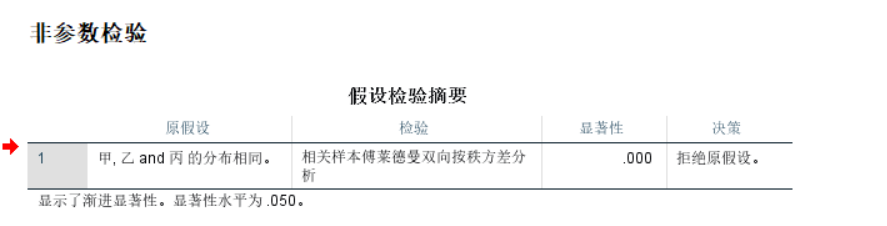 非参数检验
假设检验摘要
原假设 检验 显著性 决策
1 甲, 乙 and 丙 的分布相同。 相关样本傅莱德曼双向按秩方差分 .000 拒绝原假设。
析
显示了渐进显著性。显著性水平为 .050。